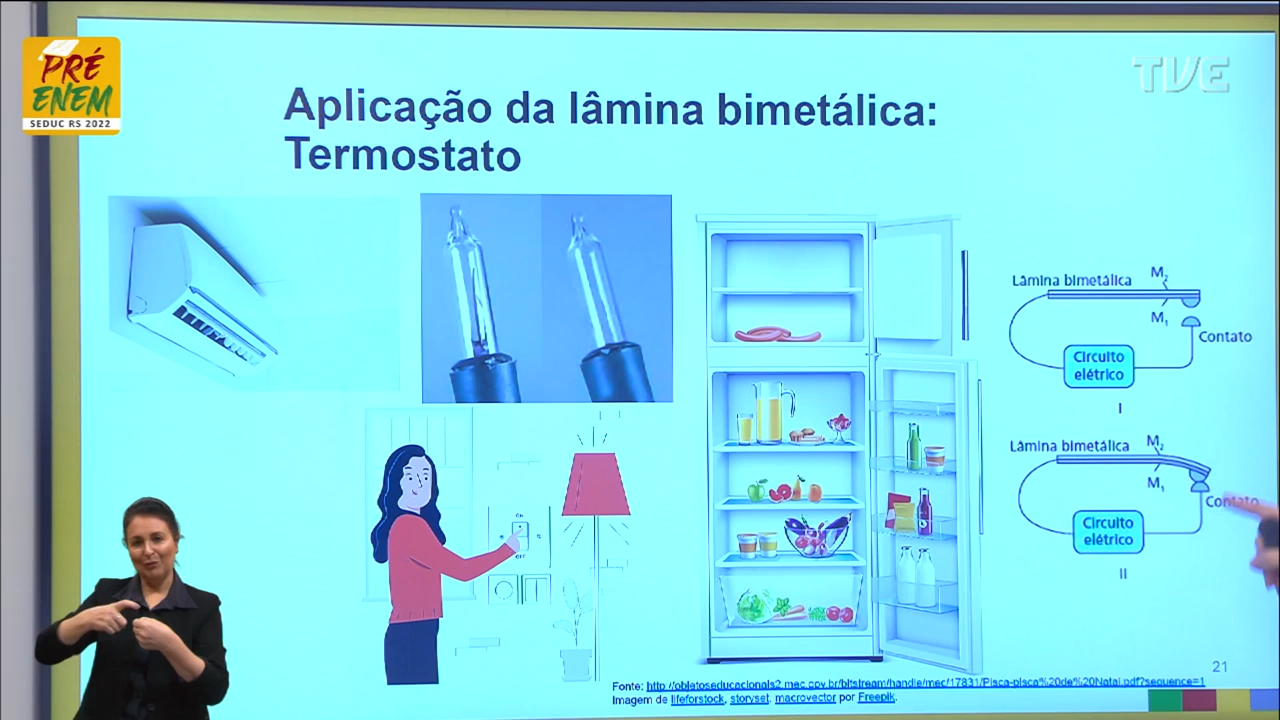 PRÉ
ENEM
SEDUC RS 2022
TVE
Aplicação da lâmina bimetálica:
Termostato
Lâmina bimetálica M2
M1
Contato
Circuito
elétrico
I
Lâmina bimetálica M2
M1
Contato
Circuito
elétrico
II
ON
OFF
21
Fonte: http://objetoseducacionais2.mec.gov.br/bitstream/handle/mec/17831/Pisca-pisca%20de%20Natal.pdf?sequence=1
Imagem de lifeforstock, storyset, macrovector por Freepik.